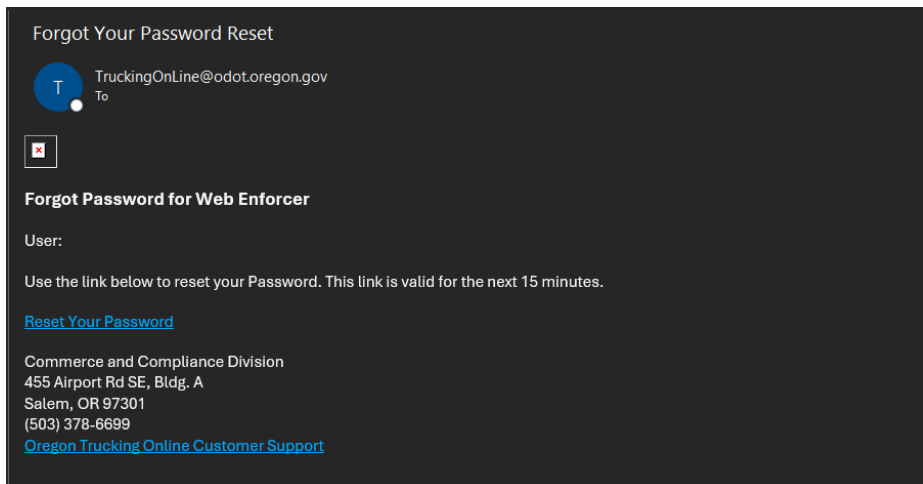 Forgot Your Password Reset
T
TruckingOnLine@odot.oregon.gov
To
Forgot Password for Web Enforcer
User:
Use the link below to reset your Password. This link is valid for the next 15 minutes.
Reset Your Password
Commerce and Compliance Division
455 Airport Rd SE, Bldg. A
Salem, OR 97301
(503) 378-6699
Oregon Trucking Online Customer Support